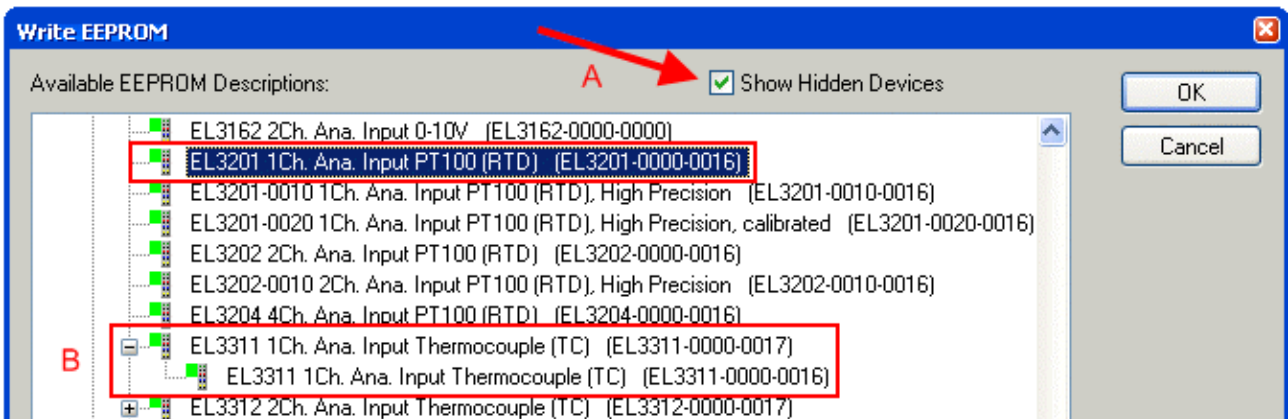 Write EEPROM
A
Available EEPROM Descriptions:
Show Hidden Devices
OK
Cancel
EL3162 2Ch. Ana. Input 0-10V (EL3162-0000-0000)
EL3201 1Ch. Ana. Input PT100 (RTD) (EL3201-0000-0016)
EL3201-0010 1Ch. Ana. Input PT100 (RTD), High Precision (EL3201-0010-0016)
EL3201-0020 1Ch. Ana. Input PT100 (RTD), High Precision, calibrated (EL3201-0020-0016)
EL3202 2Ch. Ana. Input PT100 (RTD) (EL3202-0000-0016)
EL3202-0010 2Ch. Ana. Input PT100 (RTD), High Precision (EL3202-0010-0016)
EL3204 4Ch. Ana. Input PT100 (RTD) (EL3204-0000-0016)
B
EL3311 1Ch. Ana. Input Thermocouple (TC) (EL3311-0000-0017)
EL3311 1Ch. Ana. Input Thermocouple (TC) (EL3311-0000-0016)
EL3312 2Ch. Ana. Input Thermocouple (TC) (EL3312-0000-0017)